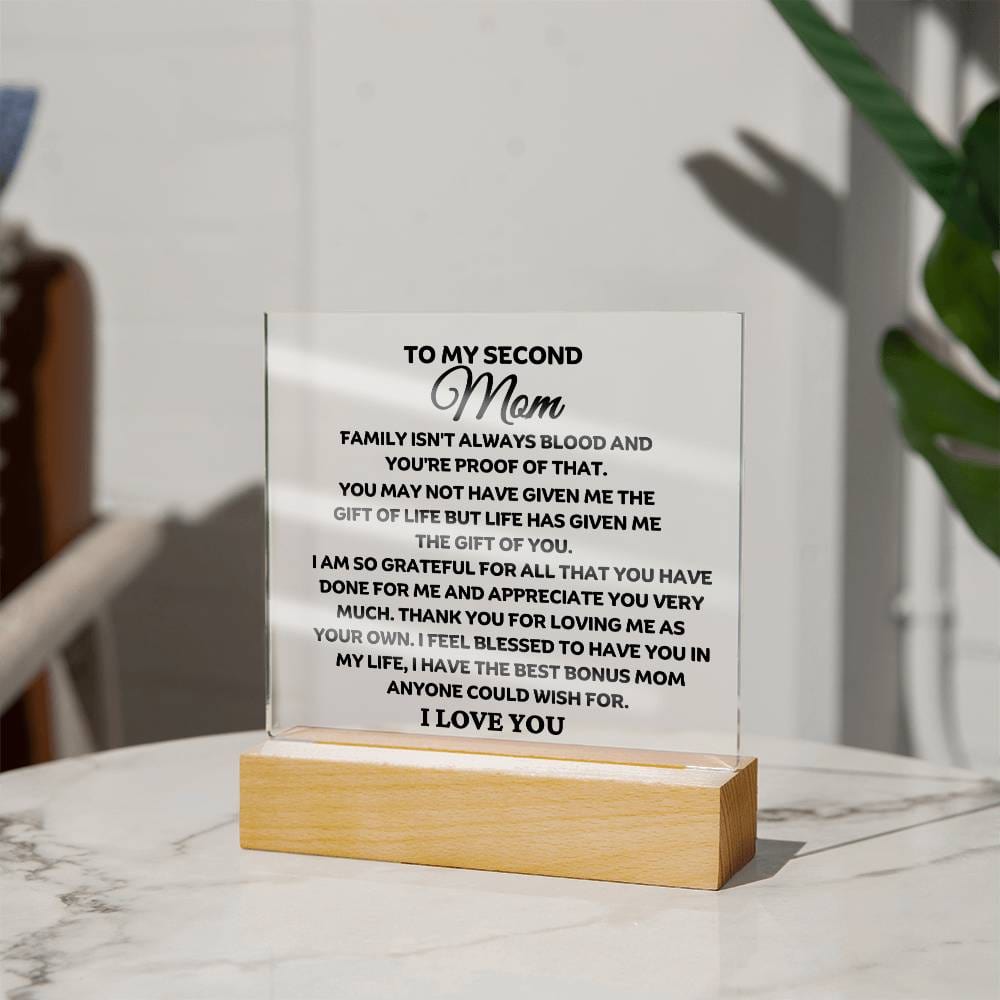 TO MY SECOND
Mom
FAMILY ISN'T ALWAYS BLOOD AND
YOU'RE PROOF OF THAT.
YOU MAY NOT HAVE GIVEN ME THE
GIFT OF LIFE BUT LIFE HAS GIVEN ME
THE GIFT OF YOU.
I AM SO GRATEFUL FOR ALL THAT YOU HAVE
DONE FOR ME AND APPRECIATE YOU VERY
MUCH. THANK YOU FOR LOVING ME AS
YOUR OWN. I FEEL BLESSED TO HAVE YOU IN
MY LIFE, I HAVE THE BEST BONUS MOM
ANYONE COULD WISH FOR.
I LOVE YOU